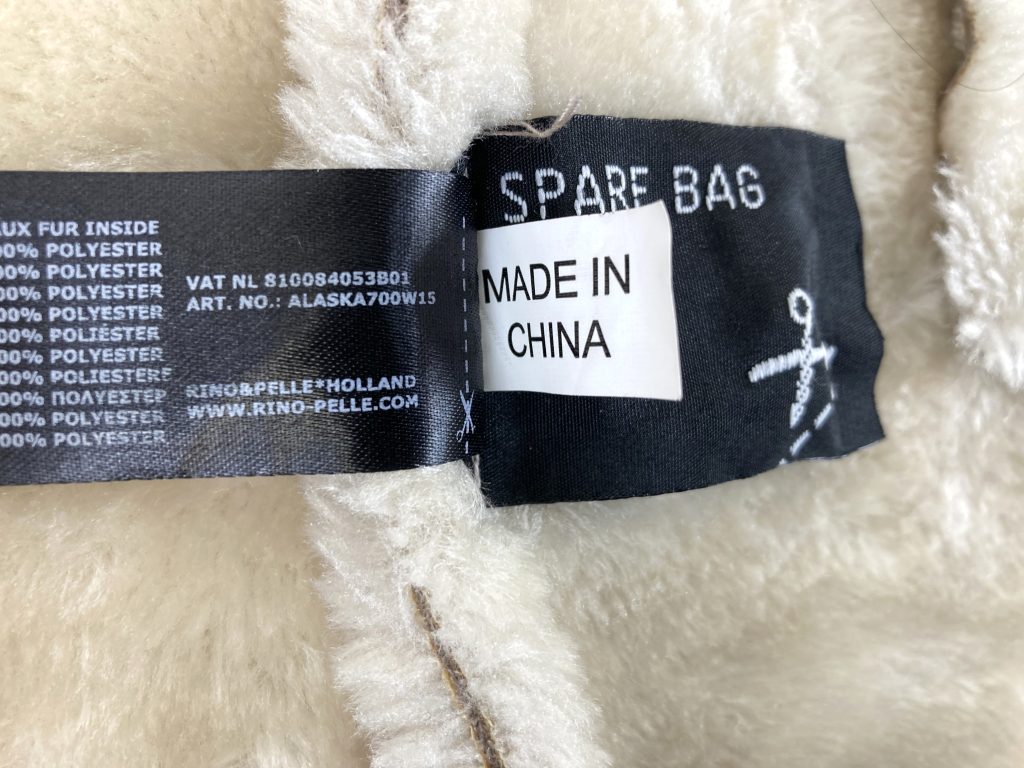 AUX FUR INSIDE
00% POLYESTER
00% POLYESTER
00% POLYESTER
00% POLYESTER
00% POLIÉSTER
00% POLYESTER
00% POLIESTERE
00% ΠΟΛΥΕΣΤΕΡ
00% POLYESTER
00% POLYESTER
VAT NL 810084053B01
ART. NO.: ALASKA700W15
RINO&PELLE*HOLLAND
WWW.RINO-PELLE.COM
SPARE BAG
MADE IN
CHINA